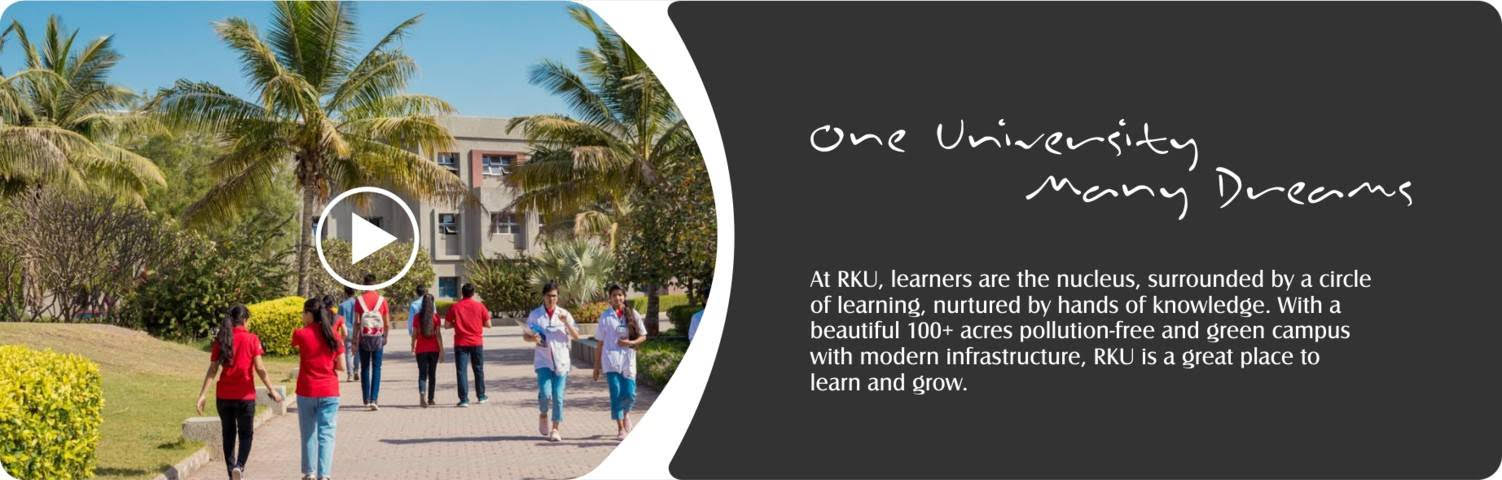 One University
Many Dreams
At RKU, learners are the nucleus, surrounded by a circle
of learning, nurtured by hands of knowledge. With a
beautiful 100+ acres pollution-free and green campus
with modern infrastructure, RKU is a great place to
learn and grow.